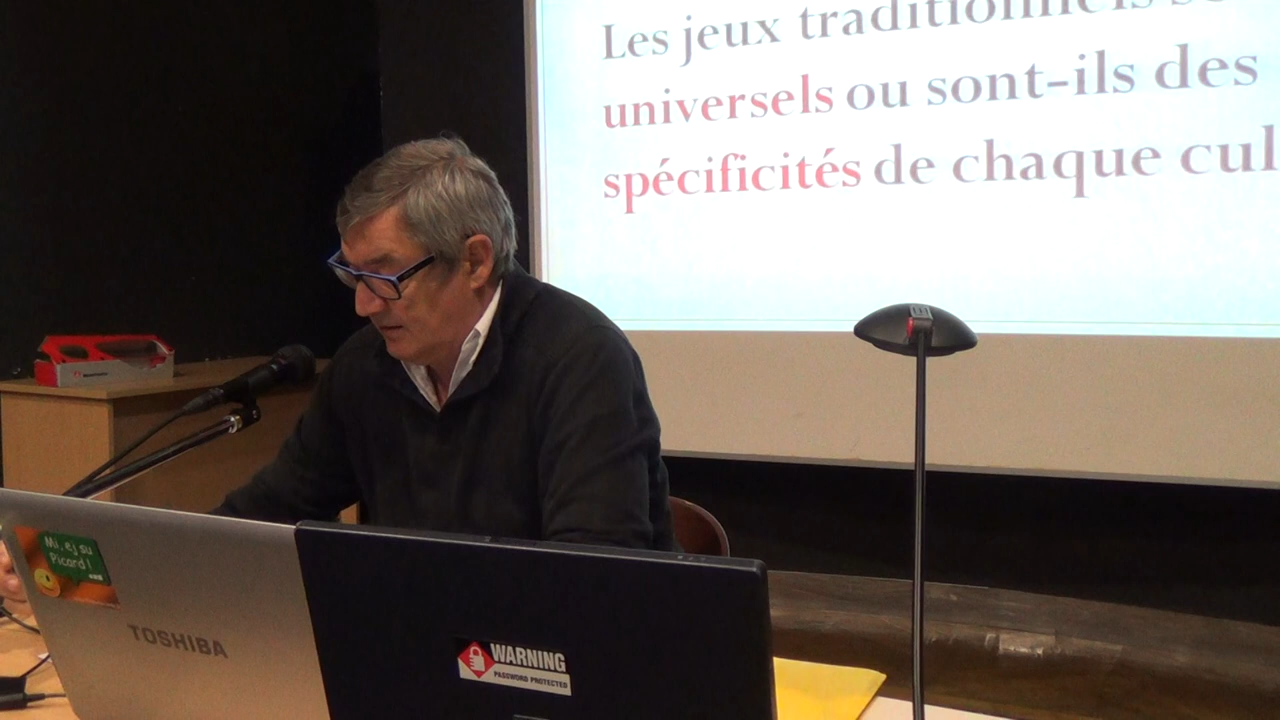 Les jeux traditionnels
universels ou sont-ils des
spécificités de chaque cul
Mi, ej su
Picard !
TOSHIBA
WARNING
PASSWORD PROTECTED